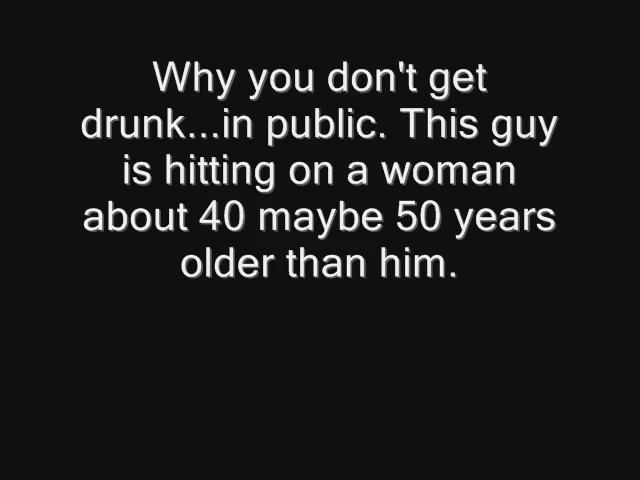 Why you don't get
drunk...in public. This guy
is hitting on a woman
about 40 maybe 50 years
older than him.